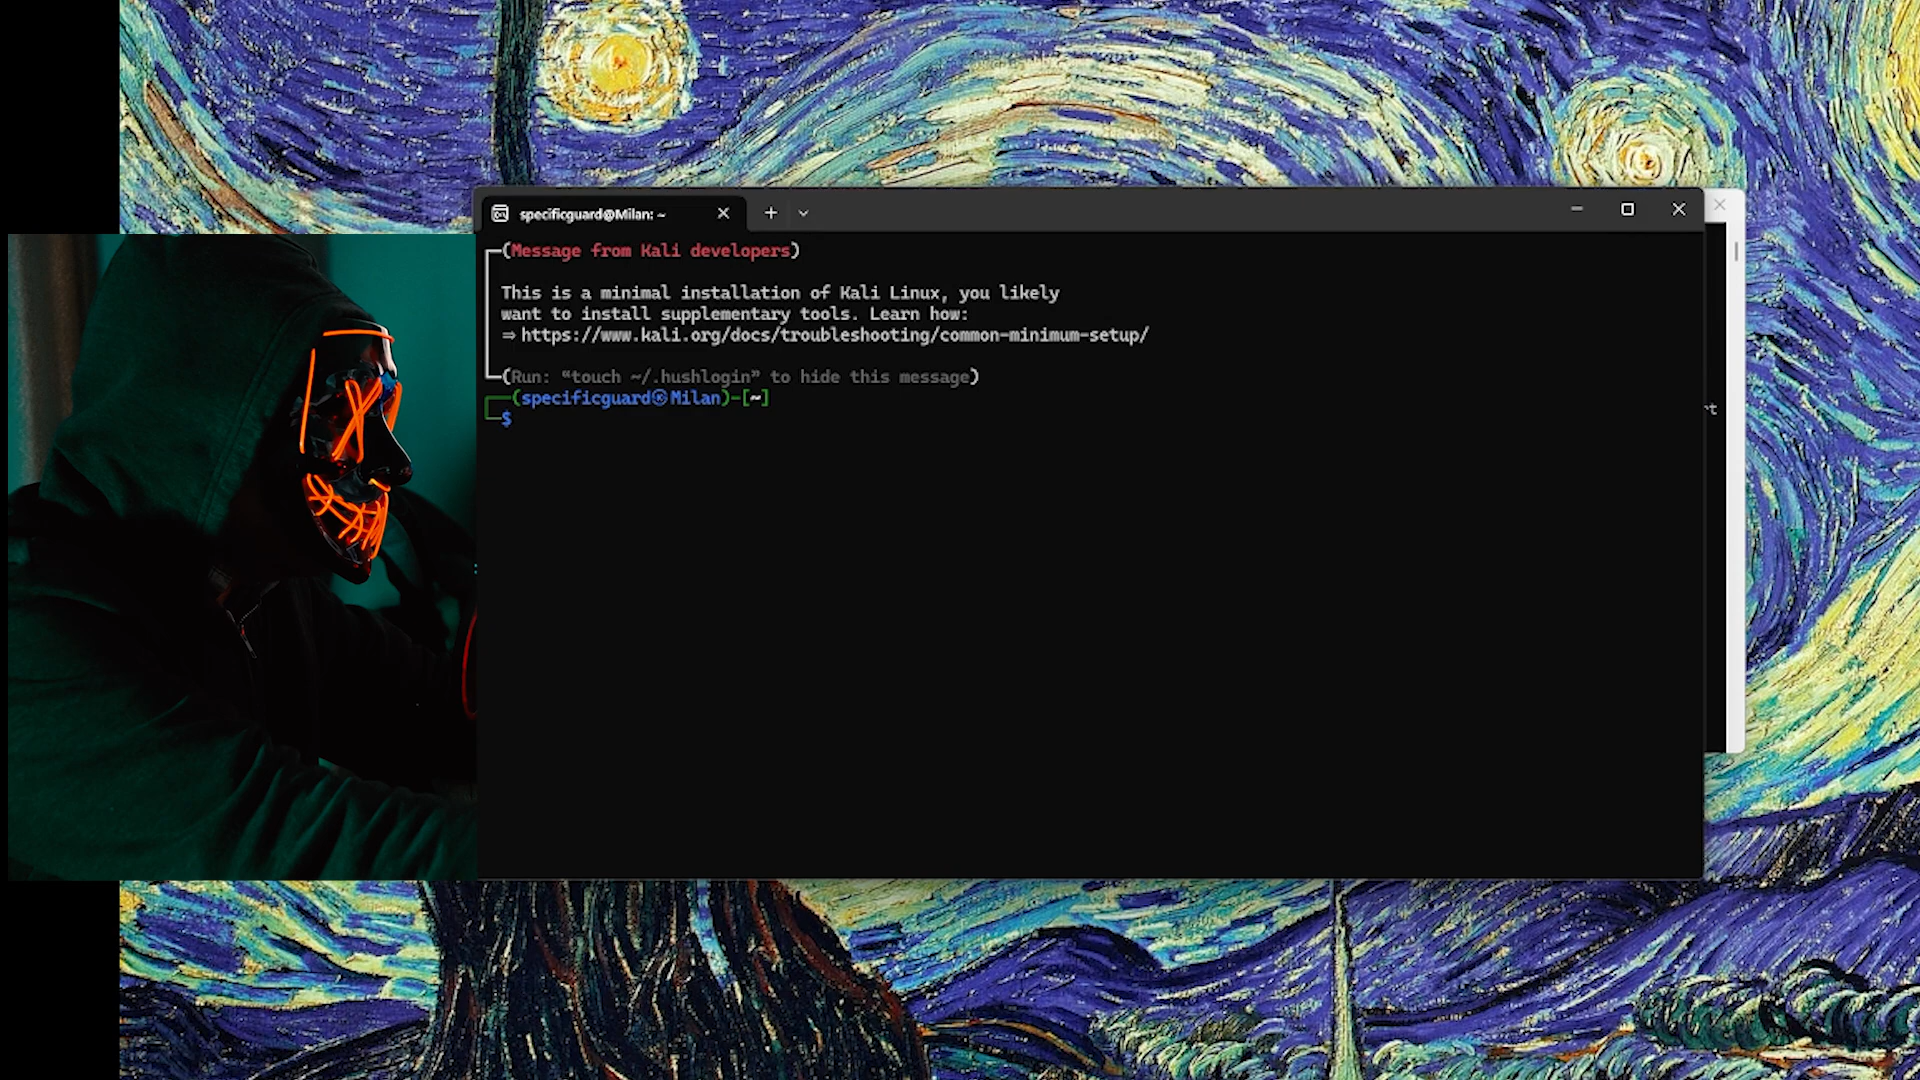 specificguard@Milan: ~
(Message from Kali developers)
This is a minimal installation of Kali Linux, you likely
want to install supplementary tools. Learn how:
⇒ https://www.kali.org/docs/troubleshooting/common-minimum-setup/
(Run: “touch ~/.hushlogin” to hide this message)
(specificguard㉿Milan)-[~]
$